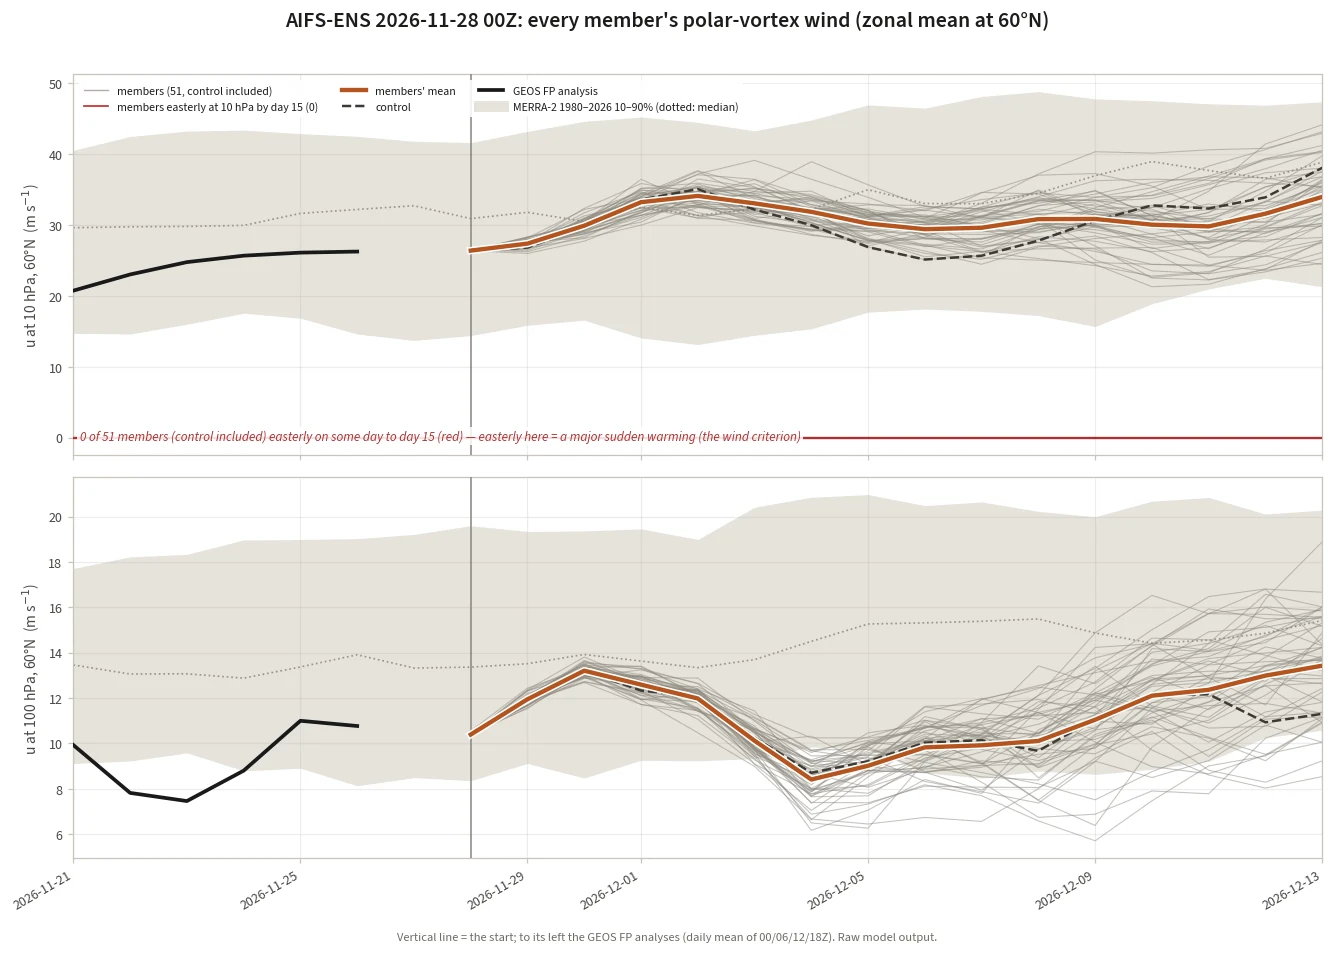 AIFS-ENS 2026-11-28 00Z: every member's polar-vortex wind (zonal mean at 60°N)
members (51, control included)
members easterly at 10 hPa by day 15 (0)
members' mean
control
GEOS FP analysis
MERRA-2 1980–2026 10–90% (dotted: median)
u at 10 hPa, 60°N (m s⁻¹)
50
40
30
20
10
0
0 of 51 members (control included) easterly on some day to day 15 (red) — easterly here = a major sudden warming (the wind criterion)
u at 100 hPa, 60°N (m s⁻¹)
20
18
16
14
12
10
8
6
2026-11-21
2026-11-25
2026-11-29
2026-12-01
2026-12-05
2026-12-09
2026-12-13
Vertical line = the start; to its left the GEOS FP analyses (daily mean of 00/06/12/18Z). Raw model output.